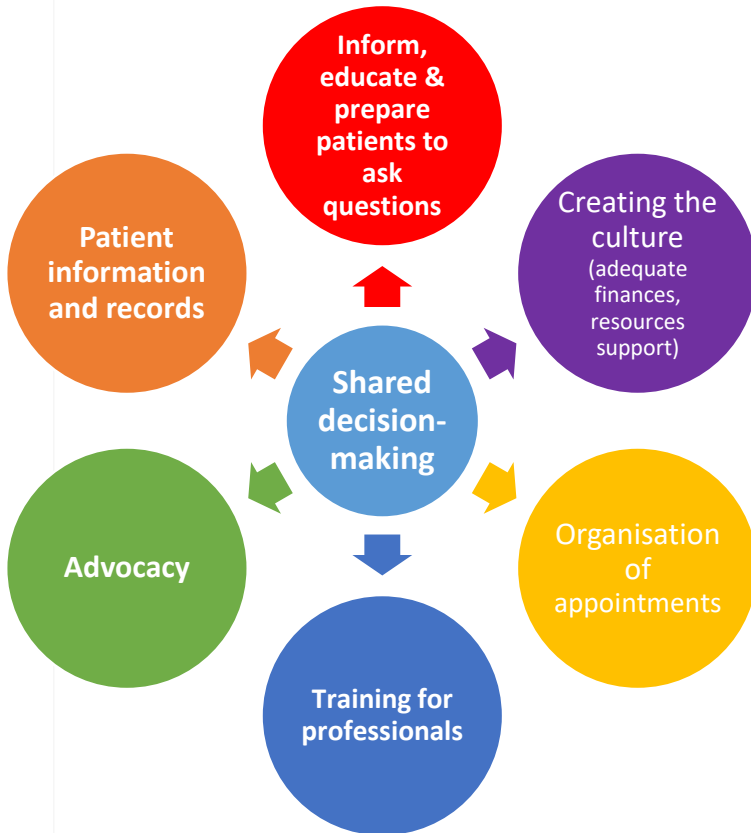 Inform,
educate &
prepare
patients to
ask
questions
Creating the
culture
(adequate
finances,
resources
support)
Organisation
of
appointments
Training for
professionals
Advocacy
Patient
information
and records
Shared
decision-
making